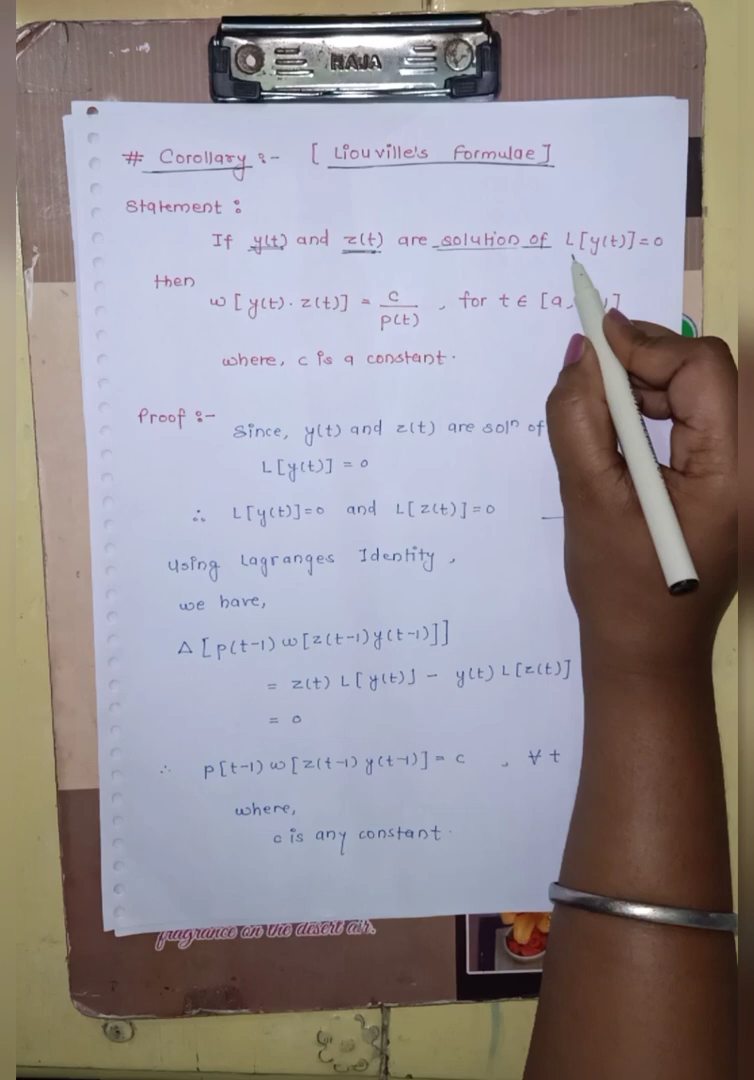 NAJA
# Corollary :- [ Liouville's Formulae ]
Statement :
If y(t) and z(t) are solution of L[y(t)] = 0
then
w[y(t). z(t)] = c/p(t) , for t ∈ [a,
where, c is a constant.
Proof :-
Since, y(t) and z(t) are solⁿ of
L[y(t)] = 0
∴ L[y(t)]=0 and L[z(t)] = 0
Using Lagranges Identity,
we have,
Δ [p(t-1) w[z(t-1) y(t-1)]]
= z(t) L[y(t)] - y(t) L[z(t)]
= 0
∴ p[t-1) w[z(t-1) y(t-1)] = c , ∀ t
where,
c is any constant.
fragrance on the desert air.